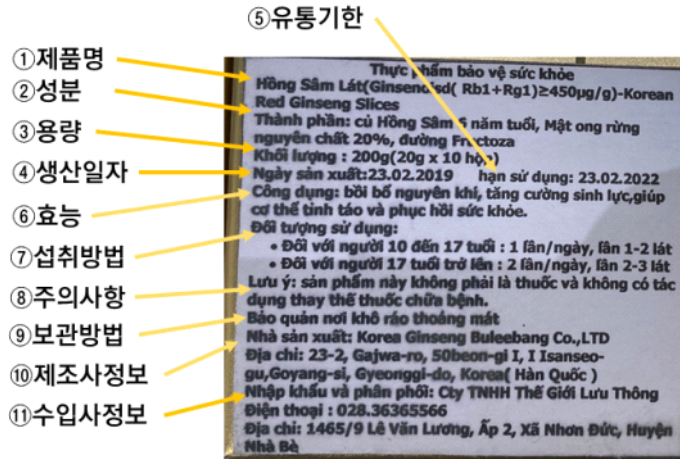 ⑤유통기한
①제품명
②성분
③용량
④생산일자
⑥효능
⑦섭취방법
⑧주의사항
⑨보관방법
⑩제조사정보
⑪수입사정보
Thực phẩm bảo vệ sức khỏe
Hồng Sâm Lát(Ginsenosid( Rb1+Rg1)≥450µg/g)-Korean
Red Ginseng Slices
Thành phần: củ Hồng Sâm 6 năm tuổi, Mật ong rừng
nguyên chất 20%, đường Fructoza
Khối lượng : 200g(20g x 10 hộp)
Ngày sản xuất:23.02.2019 hạn sử dụng: 23.02.2022
Công dụng: bồi bổ nguyên khí, tăng cường sinh lực,giúp
cơ thể tỉnh táo và phục hồi sức khỏe.
Đối tượng sử dụng:
• Đối với người 10 đến 17 tuổi : 1 lần/ngày, lần 1-2 lát
• Đối với người 17 tuổi trở lên : 2 lần/ngày, lần 2-3 lát
Lưu ý: sản phẩm này không phải là thuốc và không có tác
dụng thay thế thuốc chữa bệnh.
Bảo quản nơi khô ráo thoáng mát
Nhà sản xuất: Korea Ginseng Buleebang Co.,LTD
Địa chỉ: 23-2, Gajwa-ro, 50beon-gi I, I Isanseo-
gu,Goyang-si, Gyeonggi-do, Korea( Hàn Quốc )
Nhập khẩu và phân phối: Cty TNHH Thế Giới Lưu Thông
Điện thoại : 028.36365566
Địa chỉ: 1465/9 Lê Văn Lương, Ấp 2, Xã Nhơn Đức, Huyện
Nhà Bè